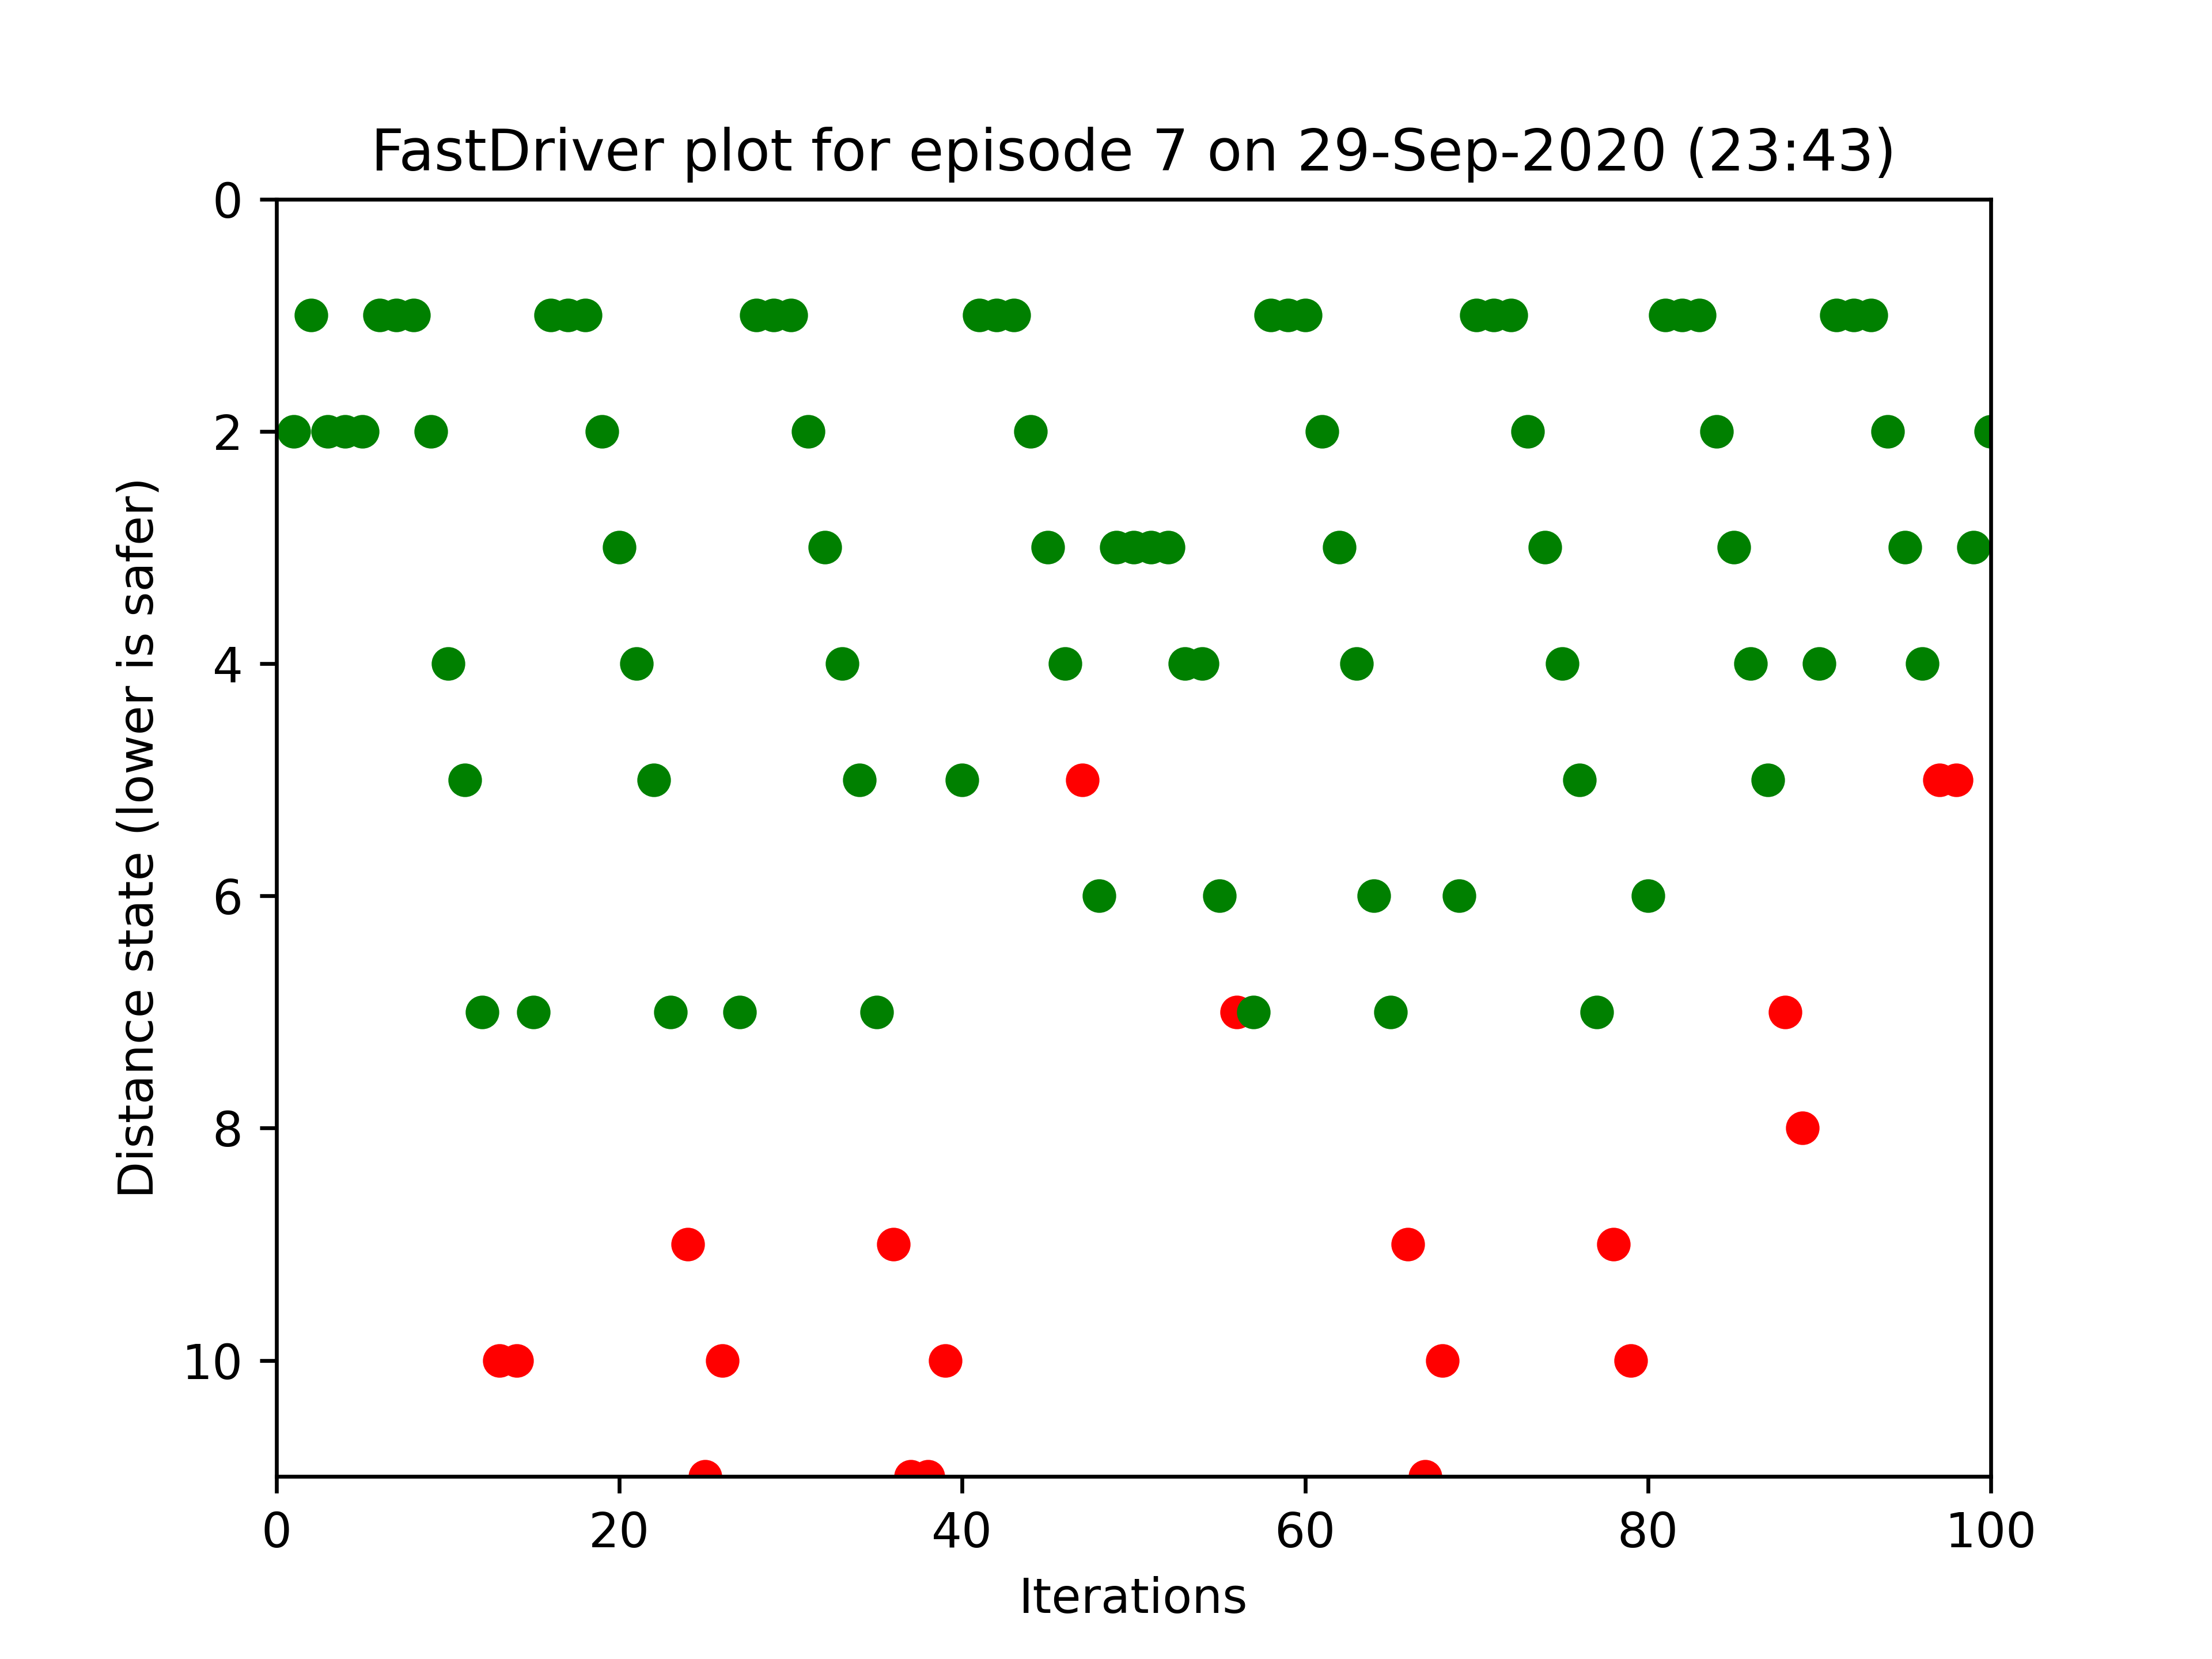 FastDriver plot for episode 7 on 29-Sep-2020 (23:43)
0
2
4
6
8
10
Distance state (lower is safer)
0 20 40 60 80 100
Iterations